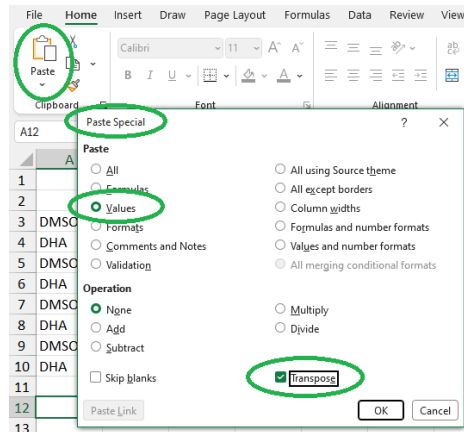 File Home Insert Draw Page Layout Formulas Data Review View
Calibri 11 A^ A˅ ab
Paste B I U A
Clipboard Font Alignment
A12 Paste Special ? ×
A Paste
1 All All using Source theme
2 Formulas All except borders
Values Column widths
3 DMSO Formats Formulas and number formats
4 DHA Comments and Notes Values and number formats
5 DMSO Validation All merging conditional formats
6 DHA Operation
7 DMSO None Multiply
8 DHA Add Divide
9 DMSO Subtract
10 DHA Skip blanks Transpose
11
12 Paste Link OK Cancel
13